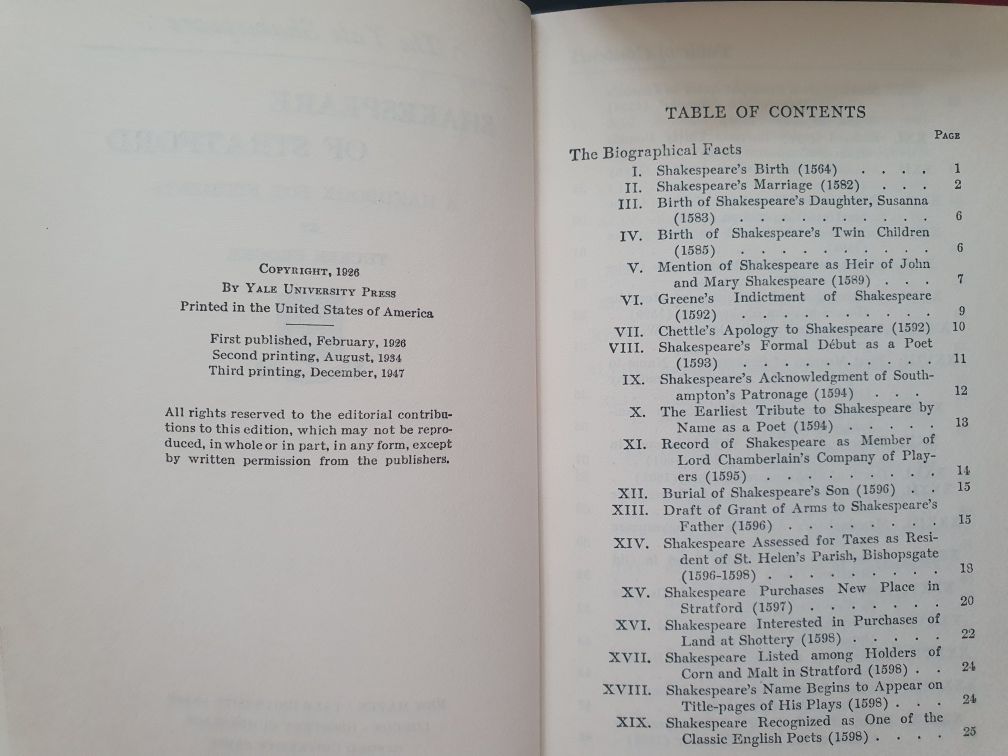 COPYRIGHT, 1926
BY YALE UNIVERSITY PRESS
Printed in the United States of America
First published, February, 1926
Second printing, August, 1934
Third printing, December, 1947
All rights reserved to the editorial contribu-
tions to this edition, which may not be repro-
duced, in whole or in part, in any form, except
by written permission from the publishers.
TABLE OF CONTENTS
PAGE
The Biographical Facts
I. Shakespeare's Birth (1564) . . . . 1
II. Shakespeare's Marriage (1582) . . . 2
III. Birth of Shakespeare's Daughter, Susanna
(1583) . . . . . . . . . . 6
IV. Birth of Shakespeare's Twin Children
(1585) . . . . . . . . . . 6
V. Mention of Shakespeare as Heir of John
and Mary Shakespeare (1589) . . . 7
VI. Greene's Indictment of Shakespeare
(1592) . . . . . . . . . . 9
VII. Chettle's Apology to Shakespeare (1592) 10
VIII. Shakespeare's Formal Début as a Poet
(1593) . . . . . . . . . . 11
IX. Shakespeare's Acknowledgment of South-
ampton's Patronage (1594) . . . 12
X. The Earliest Tribute to Shakespeare by
Name as a Poet (1594) . . . . . 13
XI. Record of Shakespeare as Member of
Lord Chamberlain's Company of Play-
ers (1595) . . . . . . . . . 14
XII. Burial of Shakespeare's Son (1596) . . 15
XIII. Draft of Grant of Arms to Shakespeare's
Father (1596) . . . . . . . . 15
XIV. Shakespeare Assessed for Taxes as Resi-
dent of St. Helen's Parish, Bishopsgate
(1596-1598) . . . . . . . . . 18
XV. Shakespeare Purchases New Place in
Stratford (1597) . . . . . . . 20
XVI. Shakespeare Interested in Purchases of
Land at Shottery (1598) . . . . . 22
XVII. Shakespeare Listed among Holders of
Corn and Malt in Stratford (1598) . . 24
XVIII. Shakespeare's Name Begins to Appear on
Title-pages of His Plays (1598) . . . 24
XIX. Shakespeare Recognized as One of the
Classic English Poets (1598) . . . . 25